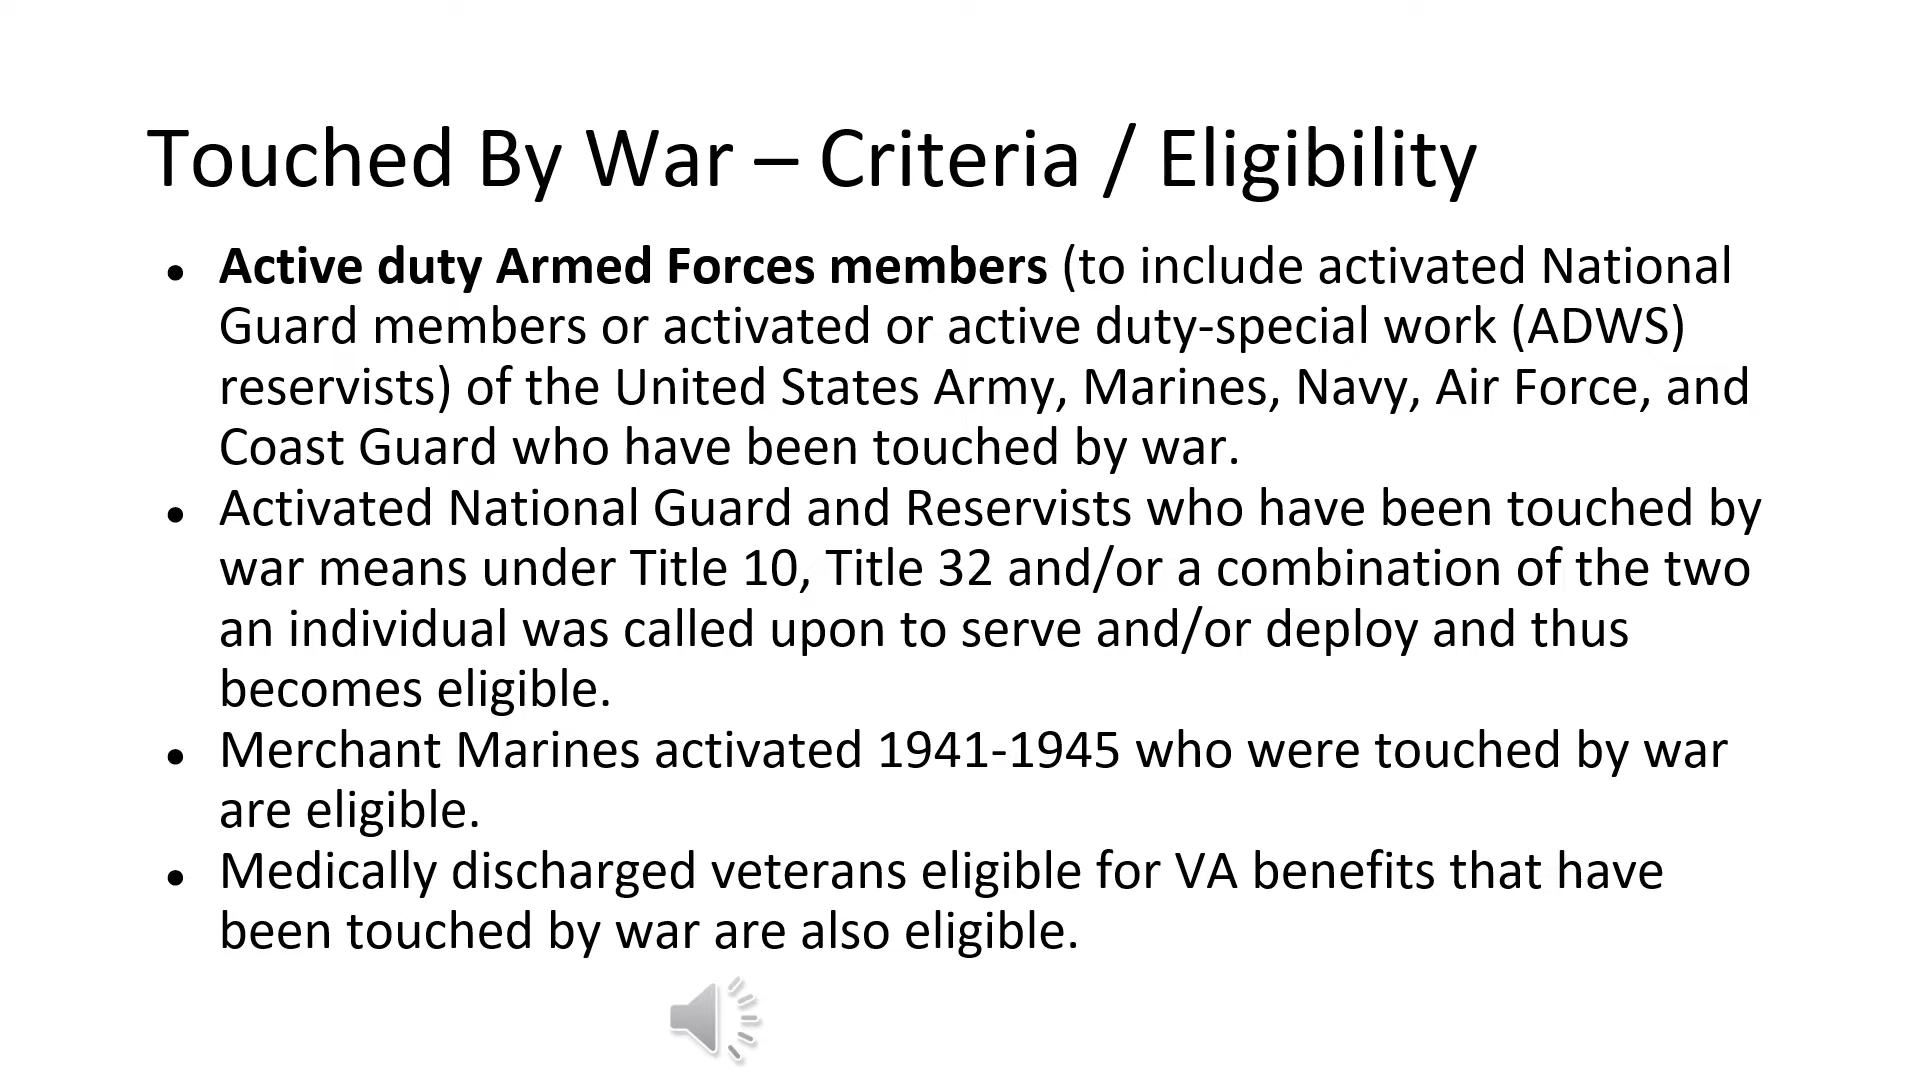 Touched By War – Criteria / Eligibility
● Active duty Armed Forces members (to include activated National
Guard members or activated or active duty-special work (ADWS)
reservists) of the United States Army, Marines, Navy, Air Force, and
Coast Guard who have been touched by war.
● Activated National Guard and Reservists who have been touched by
war means under Title 10, Title 32 and/or a combination of the two
an individual was called upon to serve and/or deploy and thus
becomes eligible.
● Merchant Marines activated 1941-1945 who were touched by war
are eligible.
● Medically discharged veterans eligible for VA benefits that have
been touched by war are also eligible.